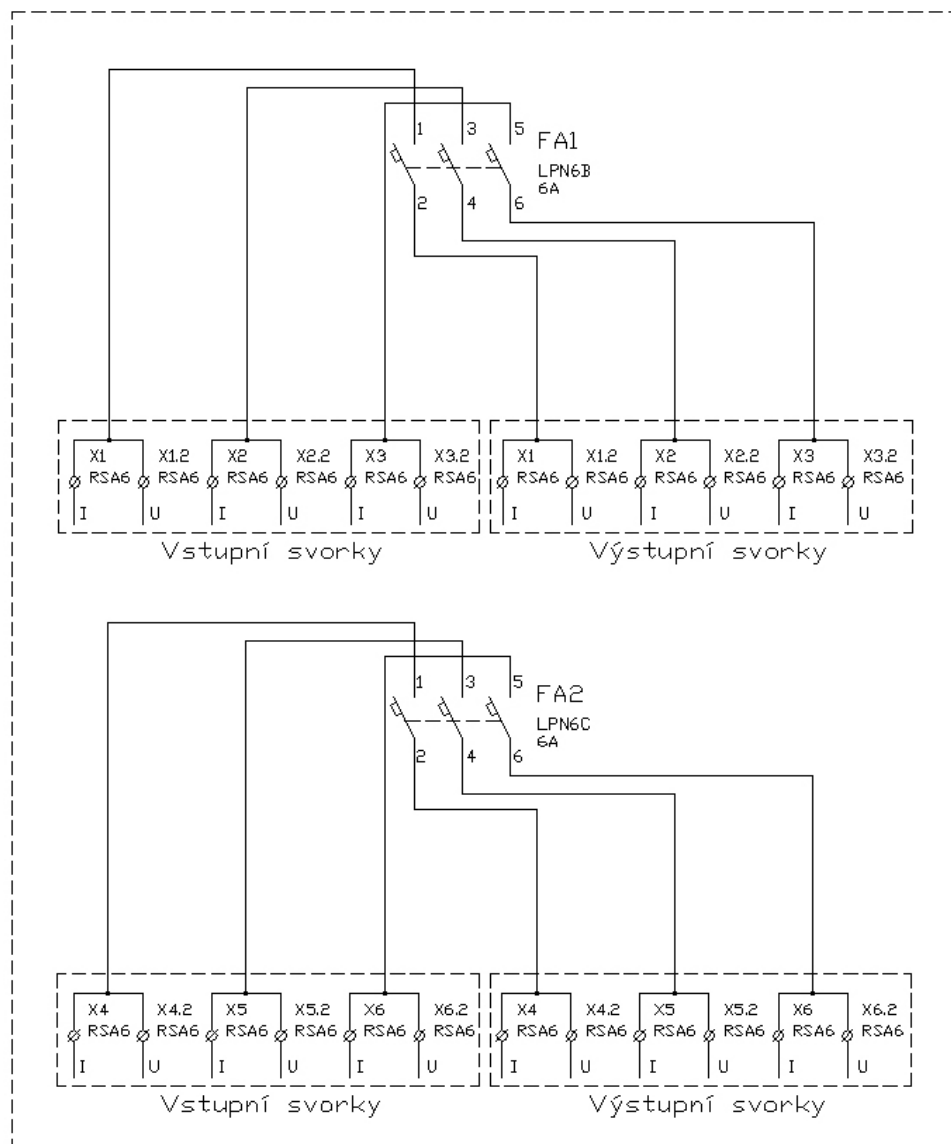 1 3 5 FA1
LPN6B
6A
2 4 6
X1 X1.2 X2 X2.2 X3 X3.2 X1 X1.2 X2 X2.2 X3 X3.2
RSA6 RSA6 RSA6 RSA6 RSA6 RSA6 RSA6 RSA6 RSA6 RSA6 RSA6 RSA6
I U I U I U I U I U I U
Vstupní svorky Výstupní svorky
1 3 5 FA2
LPN6C
6A
2 4 6
X4 X4.2 X5 X5.2 X6 X6.2 X4 X4.2 X5 X5.2 X6 X6.2
RSA6 RSA6 RSA6 RSA6 RSA6 RSA6 RSA6 RSA6 RSA6 RSA6 RSA6 RSA6
I U I U I U I U I U I U
Vstupní svorky Výstupní svorky